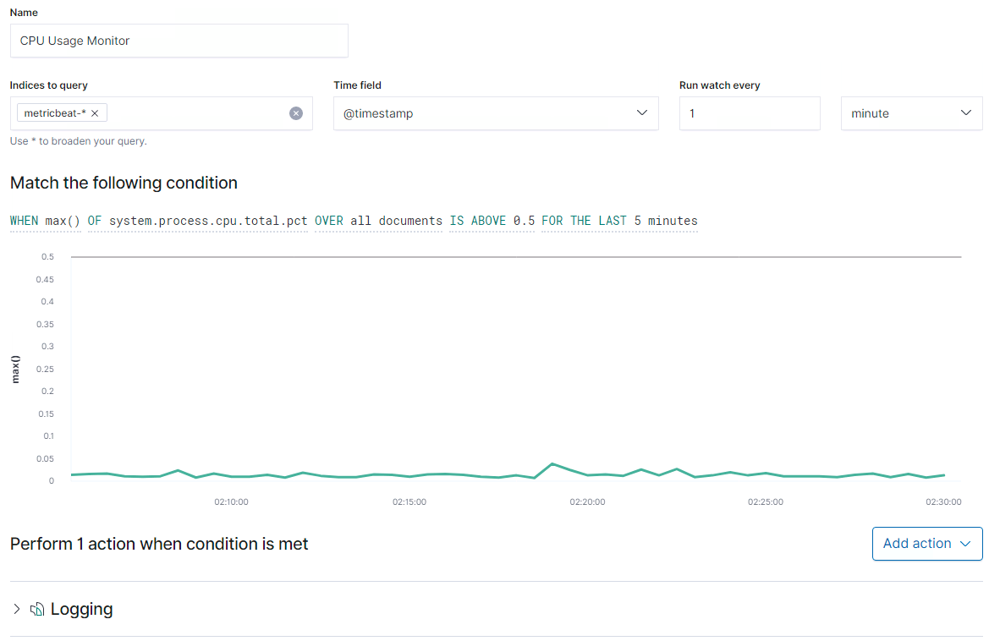 Name
CPU Usage Monitor
Indices to query
Time field
Run watch every
metricbeat-*
@timestamp
1
minute
Use * to broaden your query.
Match the following condition
WHEN max() OF system.process.cpu.total.pct OVER all documents IS ABOVE 0.5 FOR THE LAST 5 minutes
0.5
0.45
0.4
0.35
0.3
0.25
0.2
0.15
0.1
0.05
0
max()
02:10:00
02:15:00
02:20:00
02:25:00
02:30:00
Perform 1 action when condition is met
Add action
Logging